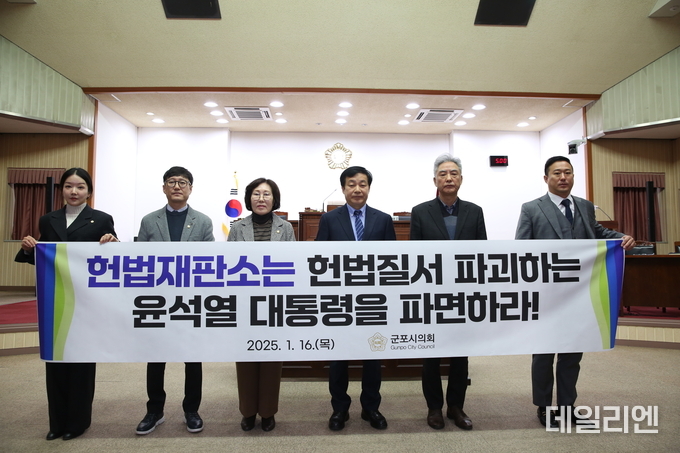 헌법재판소는 헌법질서 파괴하는
윤석열 대통령을 파면하라!
2025. 1. 16.(목)
군포시의회
Gunpo City Council
데일리엔